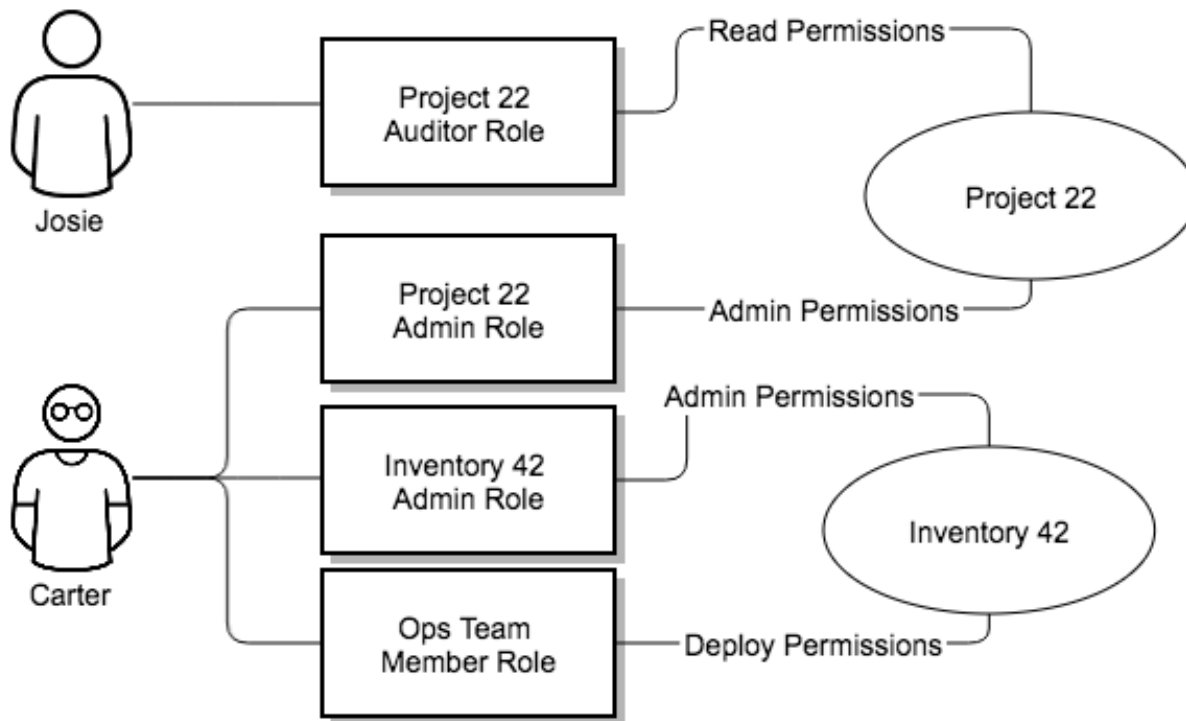 Read Permissions
Project 22
Auditor Role
Project 22
Josie
Project 22
Admin Role
Admin Permissions
Admin Permissions
Inventory 42
Admin Role
Inventory 42
Carter
Ops Team
Member Role
Deploy Permissions